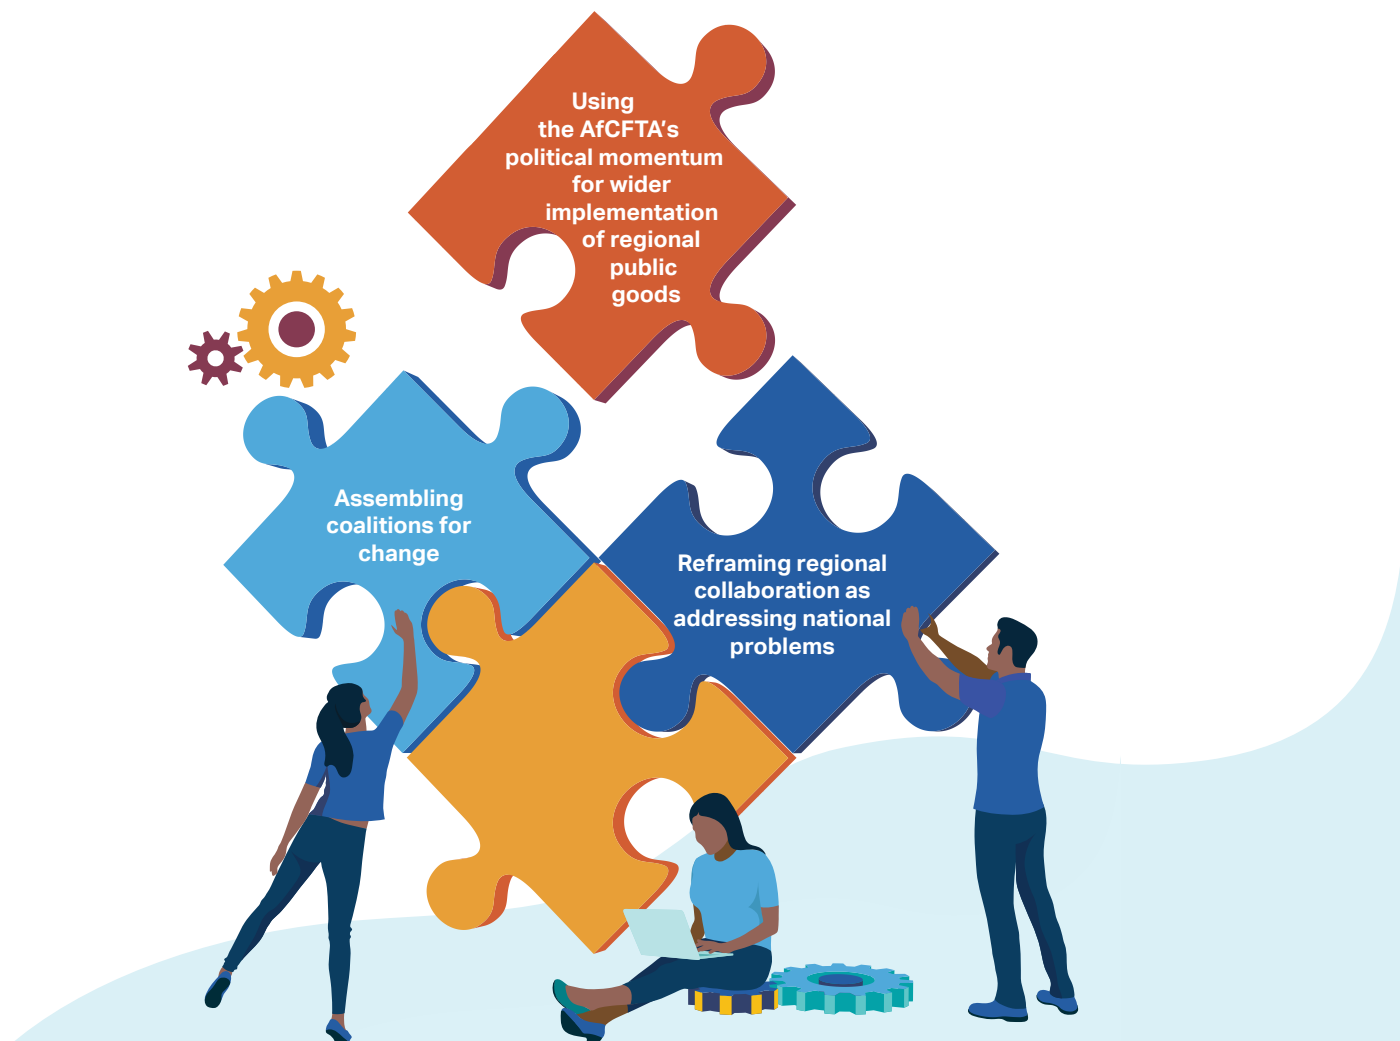 Using
the AfCFTA's
political momentum
for wider
implementation
of regional
public
goods
Assembling
coalitions for
change
Reframing regional
collaboration as
addressing national
problems